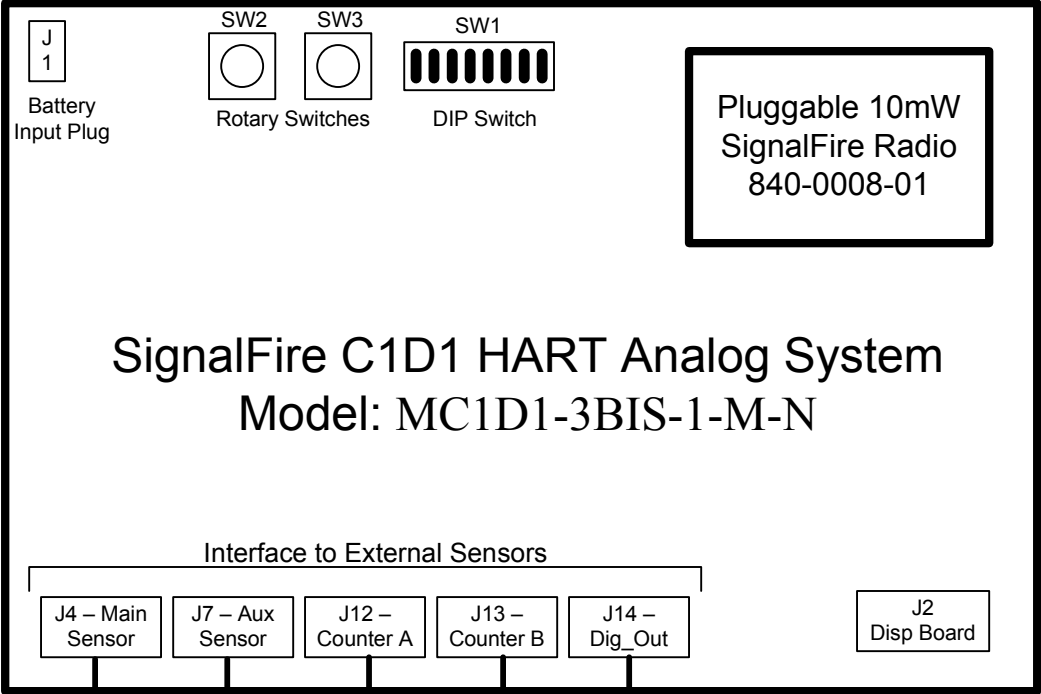 J
1
Battery
Input Plug
SW2
SW3
Rotary Switches
SW1
DIP Switch
Pluggable 10mW
SignalFire Radio
840-0008-01
SignalFire C1D1 HART Analog System
Model: MC1D1-3BIS-1-M-N
Interface to External Sensors
J4 – Main
Sensor
J7 – Aux
Sensor
J12 –
Counter A
J13 –
Counter B
J14 –
Dig_Out
J2
Disp Board